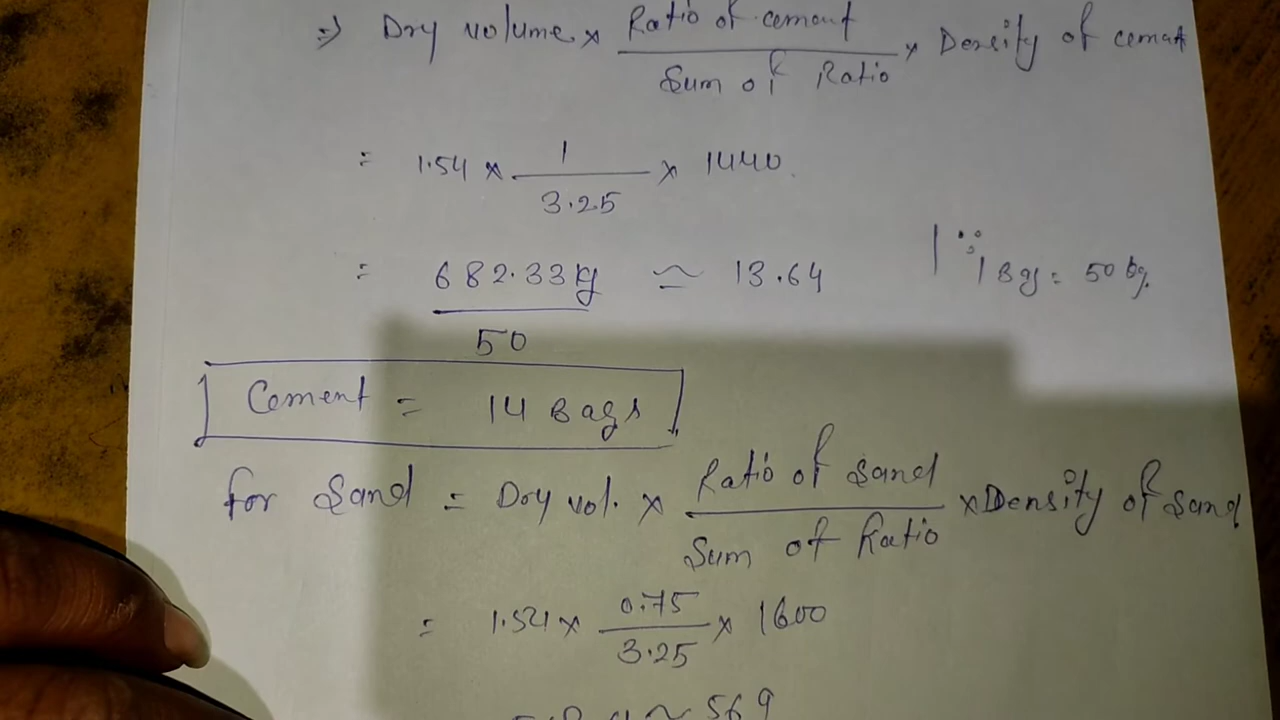 ⇒ Dry volume × Ratio of cement / Sum of Ratio × Density of cement
= 1.54 × 1 / 3.25 × 1440
= 682.33 kg / 50 ≃ 13.64
∵ 1 Bag = 50 kg.
Cement = 14 Bags
for Sand = Dry vol. × Ratio of Sand / Sum of Ratio × Density of Sand
= 1.54 × 0.75 / 3.25 × 1600
≃ 569